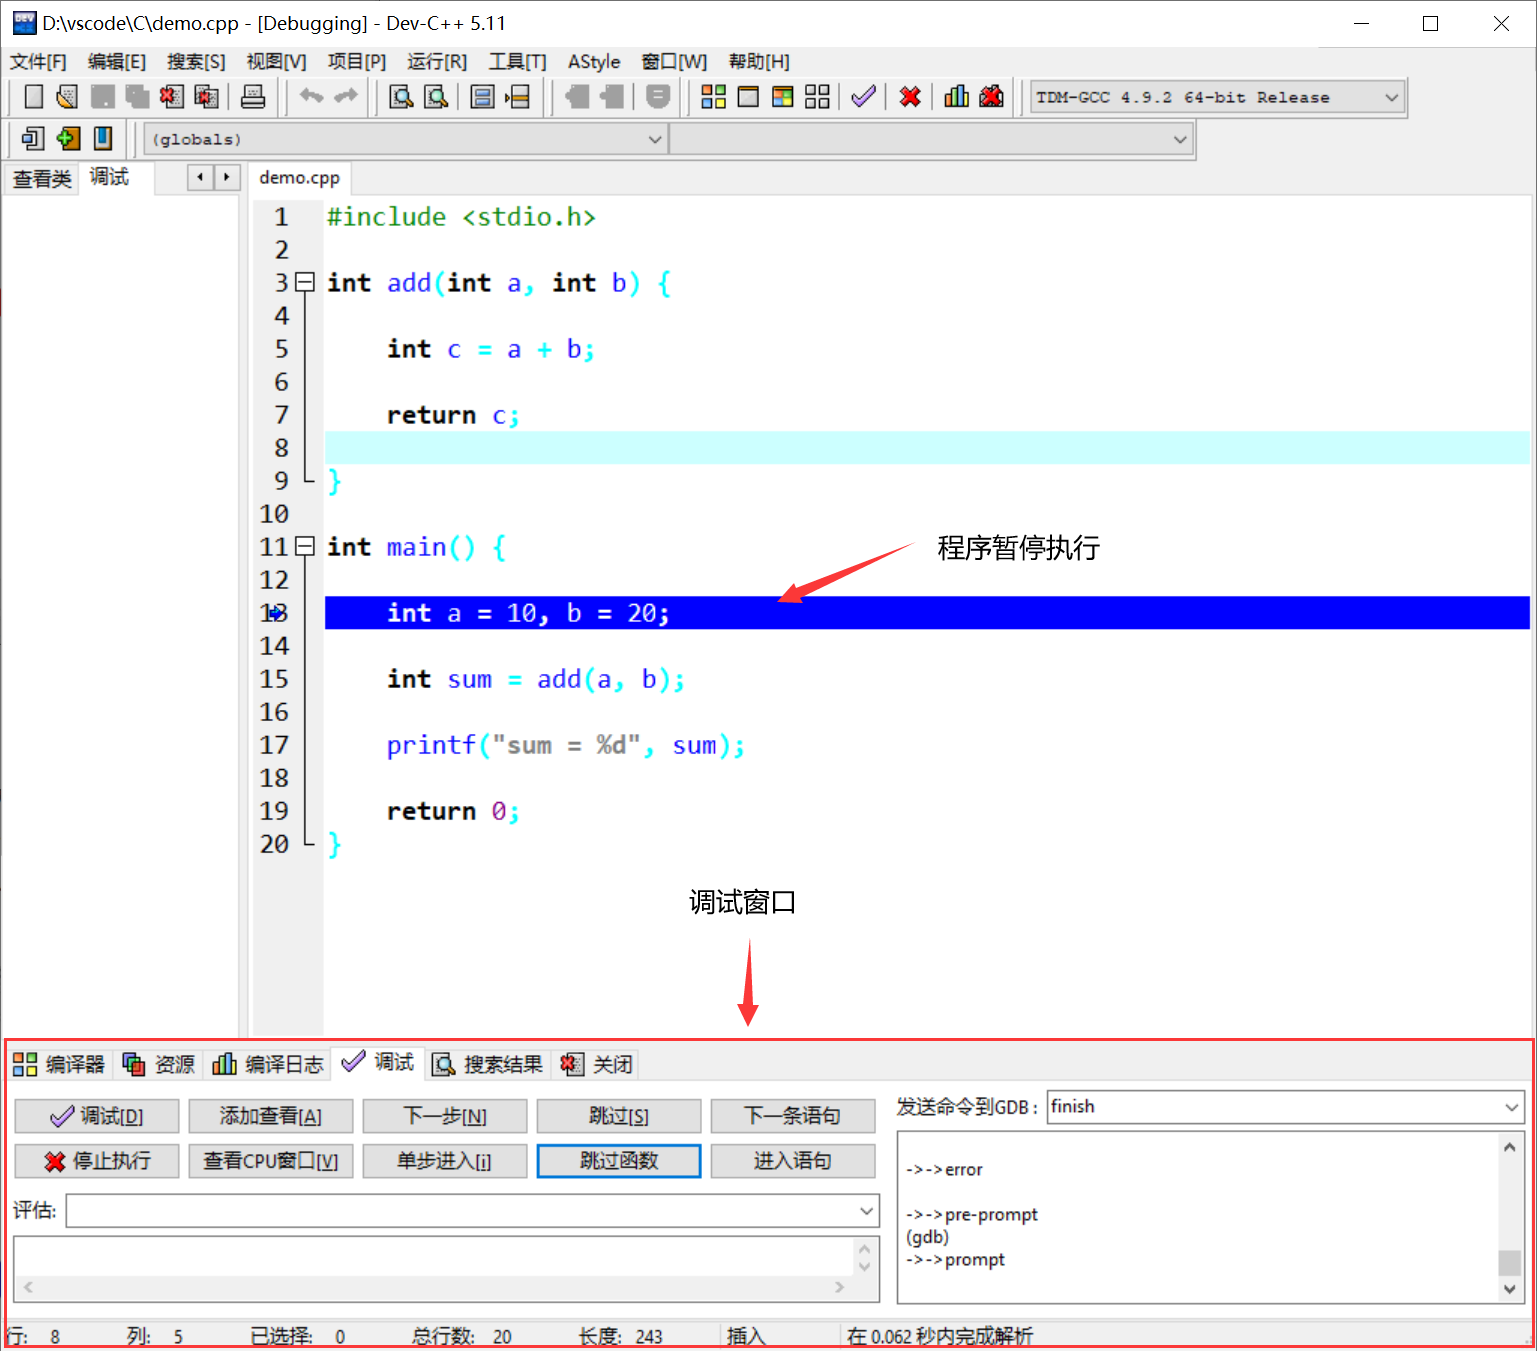 D:\vscode\C\demo.cpp - [Debugging] - Dev-C++ 5.11
文件[F] 编辑[E] 搜索[S] 视图[V] 项目[P] 运行[R] 工具[T] AStyle 窗口[W] 帮助[H]
TDM-GCC 4.9.2 64-bit Release
(globals)
查看类 调试
demo.cpp
1 #include <stdio.h>
2
3 int add(int a, int b) {
4
5 int c = a + b;
6
7 return c;
8
9 }
10
11 int main() {
12
13 int a = 10, b = 20;
14
15 int sum = add(a, b);
16
17 printf("sum = %d", sum);
18
19 return 0;
20 }
程序暂停执行
调试窗口
编译器 资源 编译日志 调试 搜索结果 关闭
调试[D] 添加查看[A] 下一步[N] 跳过[S] 下一条语句
停止执行 查看CPU窗口[V] 单步进入[i] 跳过函数 进入语句
评估:
发送命令到GDB: finish
->->error
->->pre-prompt
(gdb)
->->prompt
行: 8 列: 5 已选择: 0 总行数: 20 长度: 243 插入 在 0.062 秒内完成解析